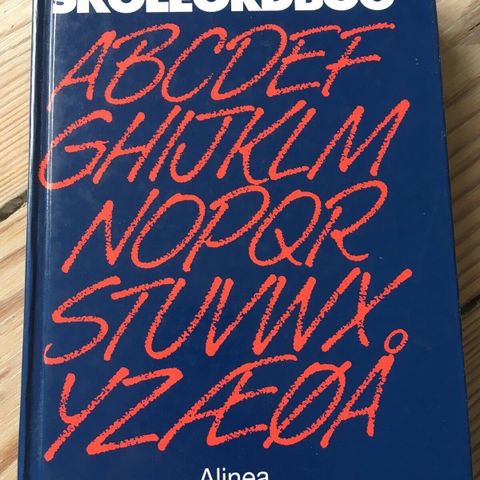 SKOLEORDBOG
ABCDEF
GHIJKLM
NOPQR
STUVWX
YZÆØÅ
Alinea